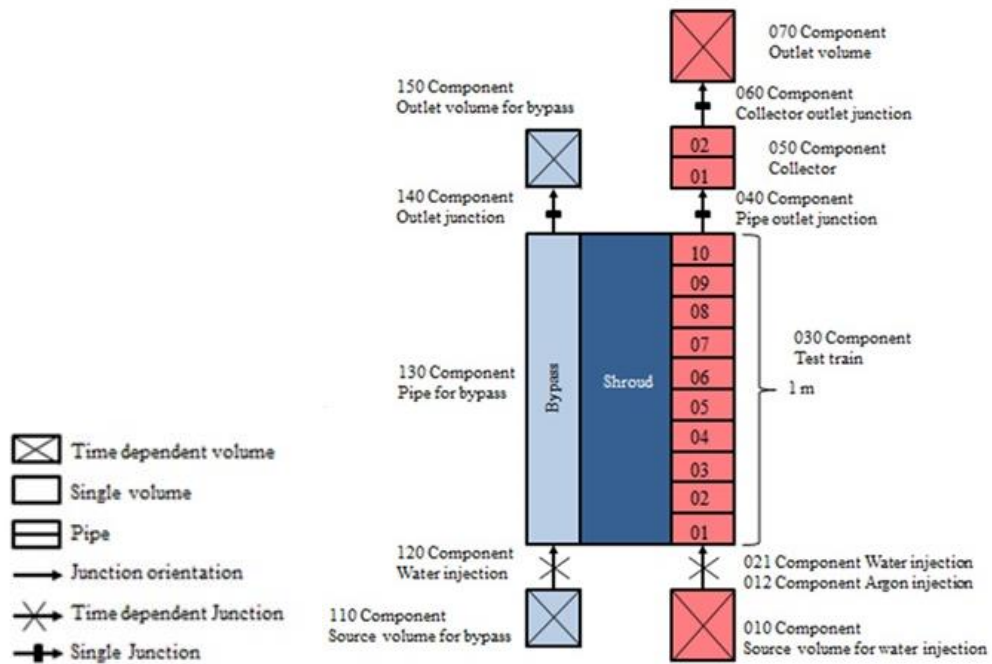 070 Component
Outlet volume
150 Component
Outlet volume for bypass
060 Component
Collector outlet junction
02
01
050 Component
Collector
140 Component
Outlet junction
040 Component
Pipe outlet junction
10
09
08
07
06
05
04
03
02
01
030 Component
Test train
1 m
130 Component
Pipe for bypass
Bypass
Shroud
Time dependent volume
Single volume
Pipe
Junction orientation
Time dependent Junction
Single Junction
120 Component
Water injection
021 Component Water injection
012 Component Argon injection
110 Component
Source volume for bypass
010 Component
Source volume for water injection